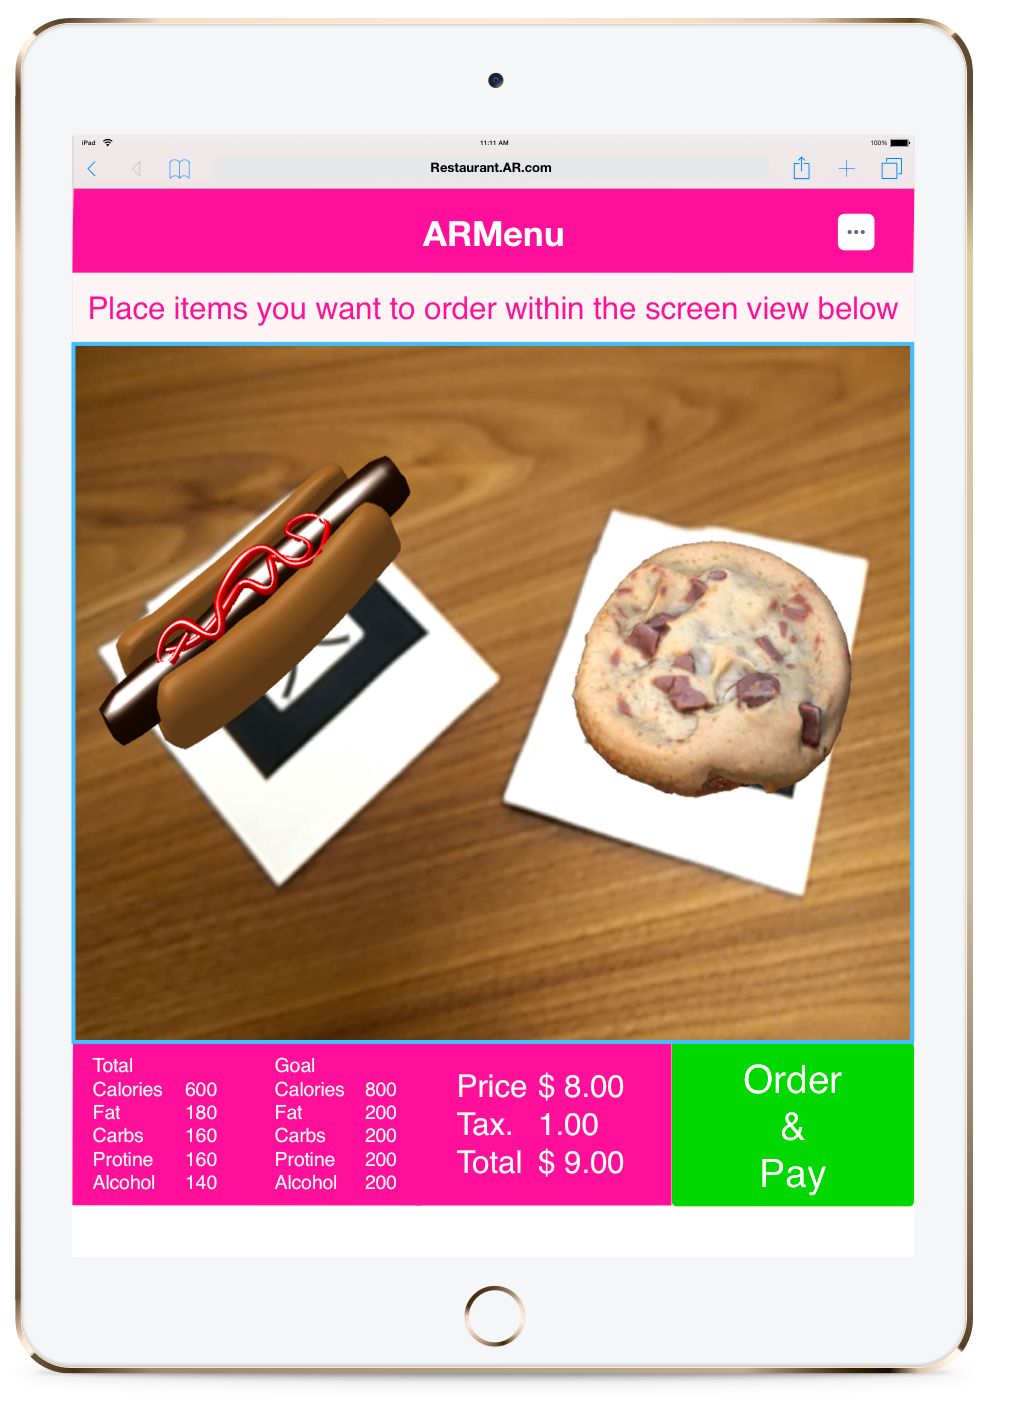 iPad
11:11 AM
100%
Restaurant.AR.com
ARMenu
Place items you want to order within the screen view below
Total
Calories 600
Fat 180
Carbs 160
Protine 160
Alcohol 140
Goal
Calories 800
Fat 200
Carbs 200
Protine 200
Alcohol 200
Price $ 8.00
Tax. 1.00
Total $ 9.00
Order
&
Pay